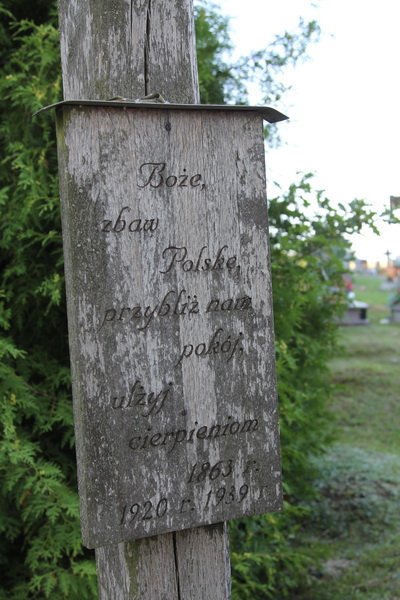 Boże,
zbaw
Polskę,
przybliż nam
pokój,
ulżyj
cierpieniom
1863 r.
1920 r. 1939 r.